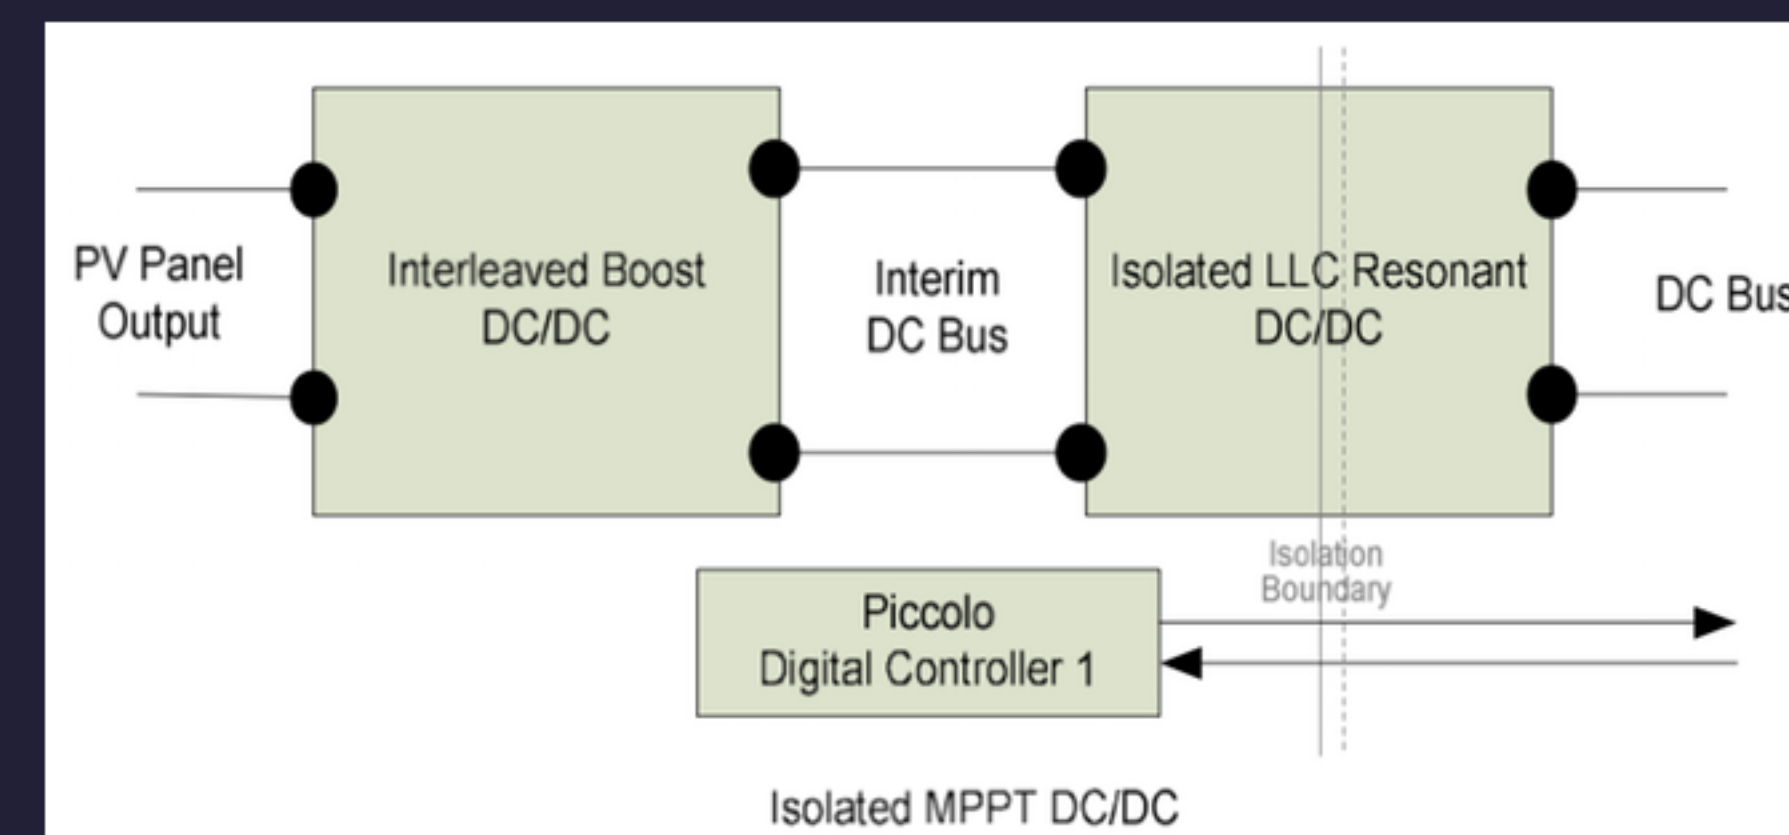 PV Panel
Output
Interleaved Boost
DC/DC
Interim
DC Bus
Isolated LLC Resonant
DC/DC
DC Bus
Isolation
Boundary
Piccolo
Digital Controller 1
Isolated MPPT DC/DC